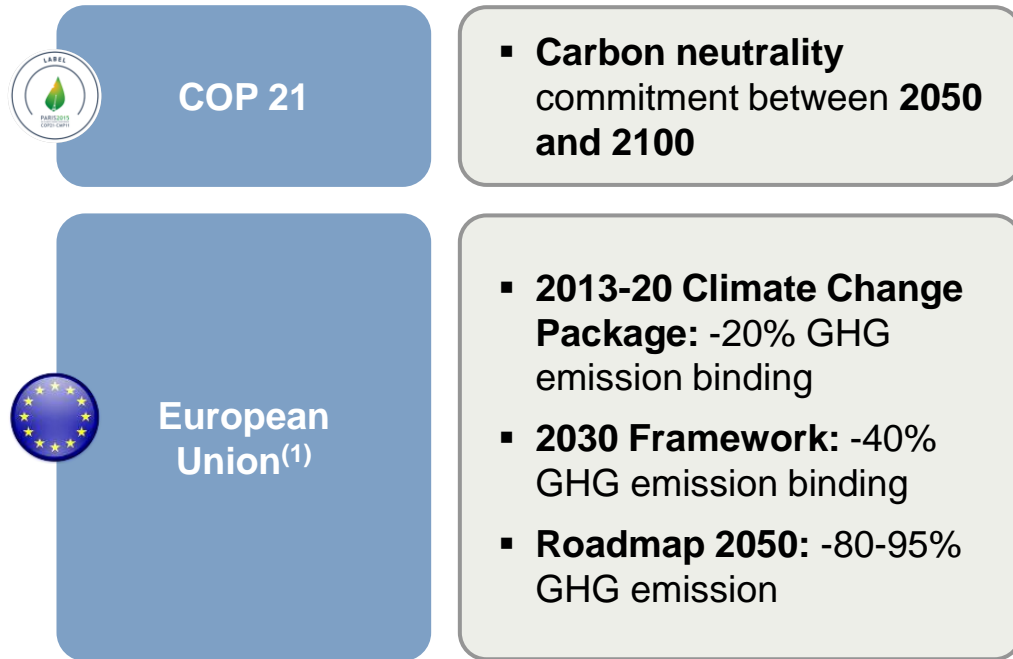 LABEL
PARIS2015
COP21·CMP11
COP 21
▪ Carbon neutrality
commitment between 2050
and 2100
European
Union(1)
▪ 2013-20 Climate Change
Package: -20% GHG
emission binding
▪ 2030 Framework: -40%
GHG emission binding
▪ Roadmap 2050: -80-95%
GHG emission